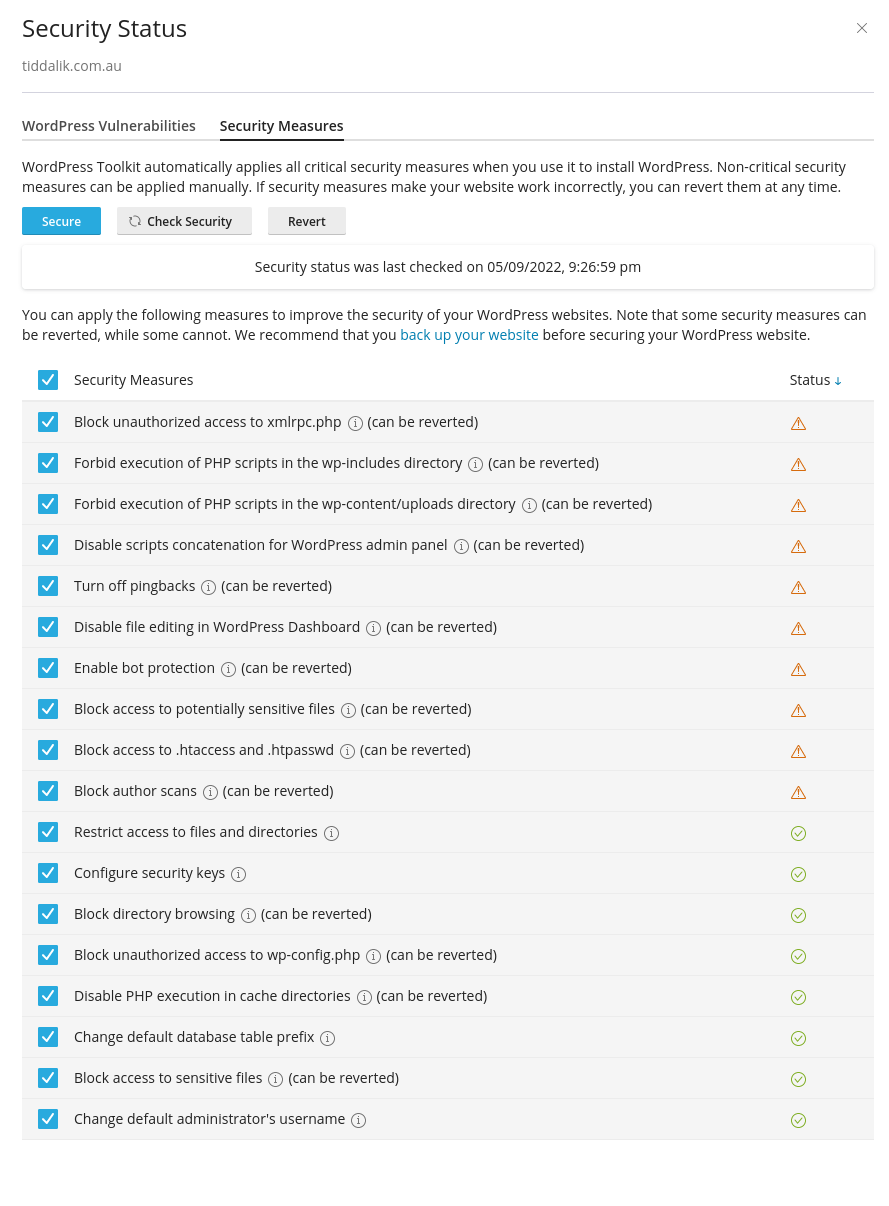 Security Status
tiddalik.com.au
WordPress Vulnerabilities Security Measures
WordPress Toolkit automatically applies all critical security measures when you use it to install WordPress. Non-critical security
measures can be applied manually. If security measures make your website work incorrectly, you can revert them at any time.
Secure Check Security Revert
Security status was last checked on 05/09/2022, 9:26:59 pm
You can apply the following measures to improve the security of your WordPress websites. Note that some security measures can
be reverted, while some cannot. We recommend that you back up your website before securing your WordPress website.
Security Measures Status
Block unauthorized access to xmlrpc.php (can be reverted)
Forbid execution of PHP scripts in the wp-includes directory (can be reverted)
Forbid execution of PHP scripts in the wp-content/uploads directory (can be reverted)
Disable scripts concatenation for WordPress admin panel (can be reverted)
Turn off pingbacks (can be reverted)
Disable file editing in WordPress Dashboard (can be reverted)
Enable bot protection (can be reverted)
Block access to potentially sensitive files (can be reverted)
Block access to .htaccess and .htpasswd (can be reverted)
Block author scans (can be reverted)
Restrict access to files and directories
Configure security keys
Block directory browsing (can be reverted)
Block unauthorized access to wp-config.php (can be reverted)
Disable PHP execution in cache directories (can be reverted)
Change default database table prefix
Block access to sensitive files (can be reverted)
Change default administrator's username